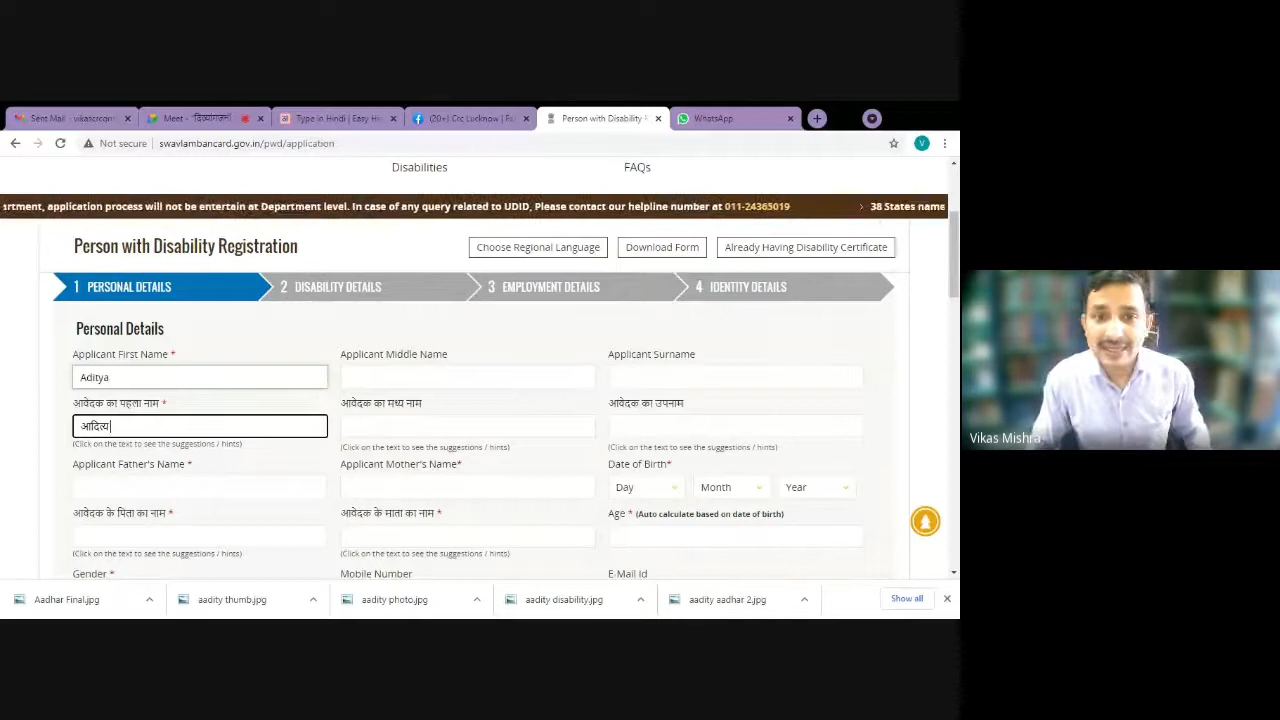 Sent Mail - vikascrcom
Meet - "दिव्यांगजनों
Type in Hindi | Easy Hin
(20+) Crc Lucknow | Fa
Person with Disability R
WhatsApp
Not secure | swavlambancard.gov.in/pwd/application
V
Disabilities FAQs
artment, application process will not be entertain at Department level. In case of any query related to UDID, Please contact our helpline number at 011-24365019 38 States name
Person with Disability Registration
Choose Regional Language Download Form Already Having Disability Certificate
1 PERSONAL DETAILS 2 DISABILITY DETAILS 3 EMPLOYMENT DETAILS 4 IDENTITY DETAILS
Personal Details
Applicant First Name * Applicant Middle Name Applicant Surname
Aditya
आवेदक का पहला नाम * आवेदक का मध्य नाम आवेदक का उपनाम
आदित्य
(Click on the text to see the suggestions / hints) (Click on the text to see the suggestions / hints) (Click on the text to see the suggestions / hints)
Applicant Father's Name * Applicant Mother's Name* Date of Birth*
Day Month Year
आवेदक के पिता का नाम * आवेदक के माता का नाम * Age * (Auto calculate based on date of birth)
(Click on the text to see the suggestions / hints) (Click on the text to see the suggestions / hints)
Gender * Mobile Number E-Mail Id
Aadhar Final.jpg aadity thumb.jpg aadity photo.jpg aadity disability.jpg aadity aadhar 2.jpg Show all
Vikas Mishra